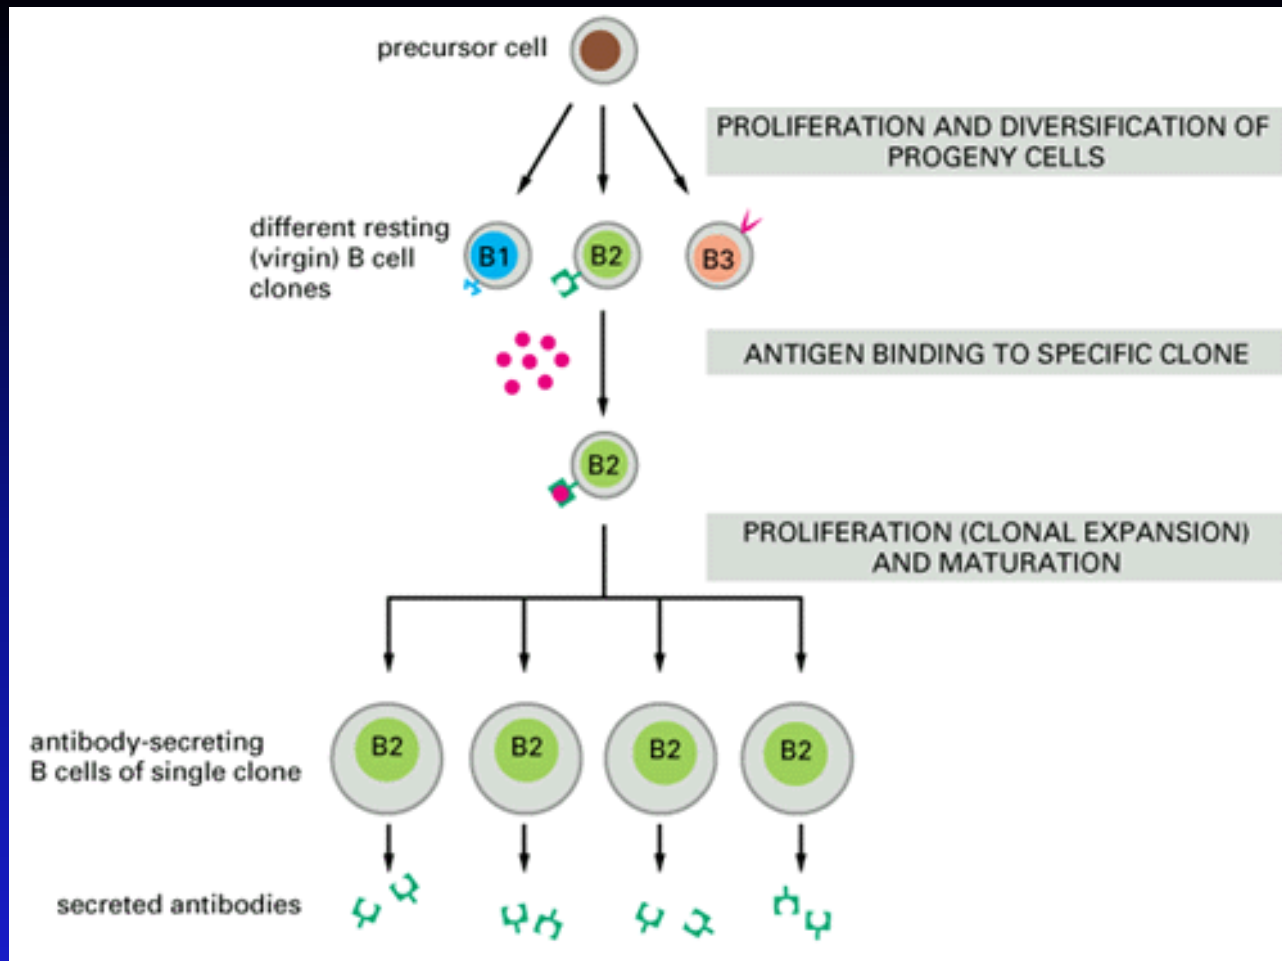 precursor cell
PROLIFERATION AND DIVERSIFICATION OF
PROGENY CELLS
different resting
(virgin) B cell
clones
B1
B2
B3
ANTIGEN BINDING TO SPECIFIC CLONE
B2
PROLIFERATION (CLONAL EXPANSION)
AND MATURATION
antibody-secreting
B cells of single clone
B2
B2
B2
B2
secreted antibodies